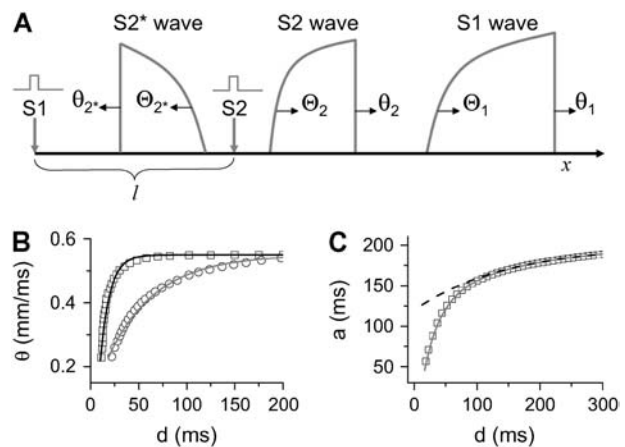 A
S2* wave S2 wave S1 wave
S1 θ2* Θ2* S2 Θ2 θ2 Θ1 θ1
l x
B C
0.6
0.4
0.2
θ (mm/ms)
0 50 100 150 200
d (ms)
200
150
100
50
a (ms)
0 100 200 300
d (ms)